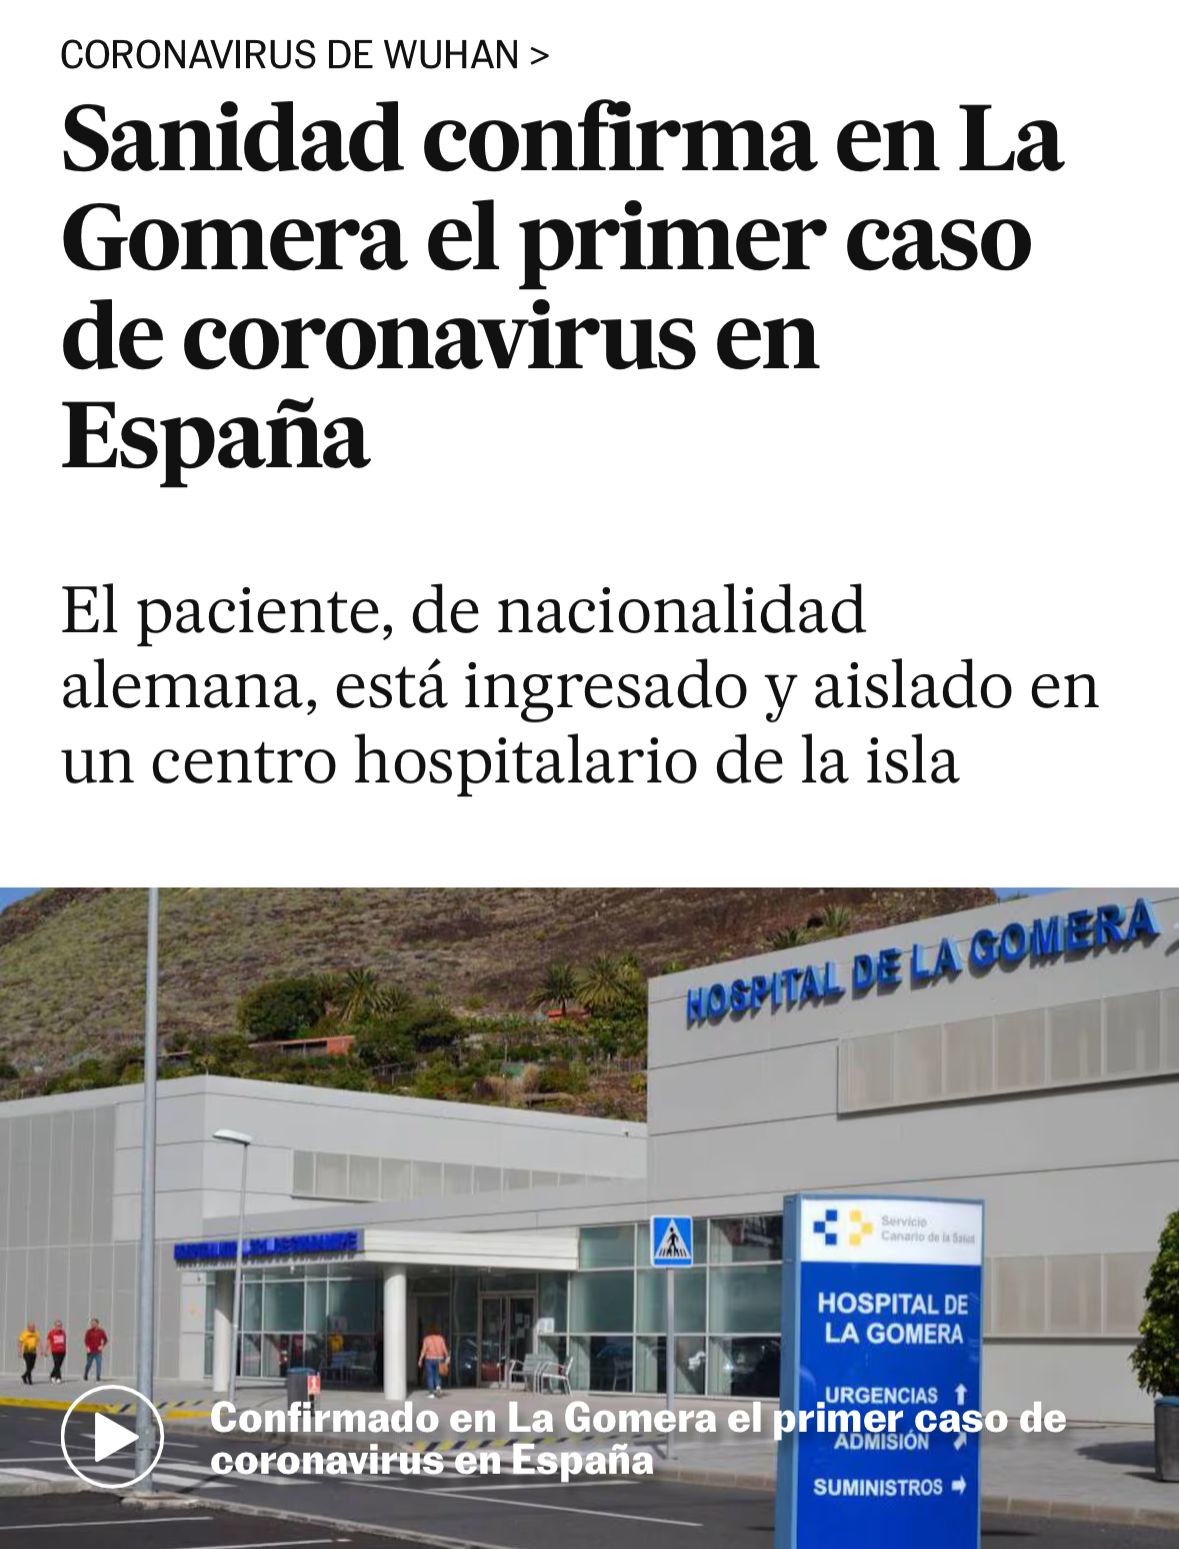 CORONAVIRUS DE WUHAN >
Sanidad confirma en La
Gomera el primer caso
de coronavirus en
España
El paciente, de nacionalidad
alemana, está ingresado y aislado en
un centro hospitalario de la isla
HOSPITAL DE LA GOMERA
Servicio
Canario de la Salud
HOSPITAL DE
LA GOMERA
URGENCIAS ↑
ADMISIÓN ↗
SUMINISTROS →
Confirmado en La Gomera el primer caso de
coronavirus en España